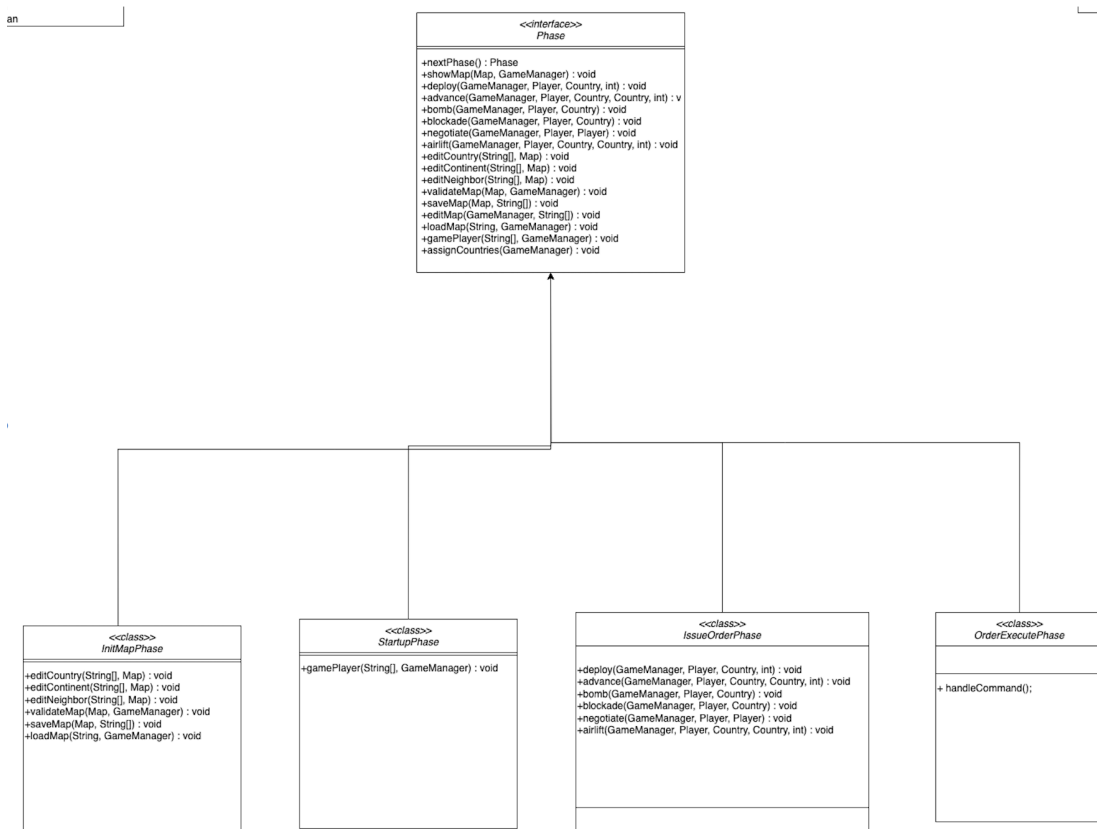 an
<<interface>>
Phase
+nextPhase() : Phase
+showMap(Map, GameManager) : void
+deploy(GameManager, Player, Country, int) : void
+advance(GameManager, Player, Country, Country, int) : v
+bomb(GameManager, Player, Country) : void
+blockade(GameManager, Player, Country) : void
+negotiate(GameManager, Player, Player) : void
+airlift(GameManager, Player, Country, Country, int) : void
+editCountry(String[], Map) : void
+editContinent(String[], Map) : void
+editNeighbor(String[], Map) : void
+validateMap(Map, GameManager) : void
+saveMap(Map, String[]) : void
+editMap(GameManager, String[]) : void
+loadMap(String, GameManager) : void
+gamePlayer(String[], GameManager) : void
+assignCountries(GameManager) : void
<<class>>
InitMapPhase
+editCountry(String[], Map) : void
+editContinent(String[], Map) : void
+editNeighbor(String[], Map) : void
+validateMap(Map, GameManager) : void
+saveMap(Map, String[]) : void
+loadMap(String, GameManager) : void
<<class>>
StartupPhase
+gamePlayer(String[], GameManager) : void
<<class>>
IssueOrderPhase
+deploy(GameManager, Player, Country, int) : void
+advance(GameManager, Player, Country, Country, int) : void
+bomb(GameManager, Player, Country) : void
+blockade(GameManager, Player, Country) : void
+negotiate(GameManager, Player, Player) : void
+airlift(GameManager, Player, Country, Country, int) : void
<<class>>
OrderExecutePhase
+ handleCommand();